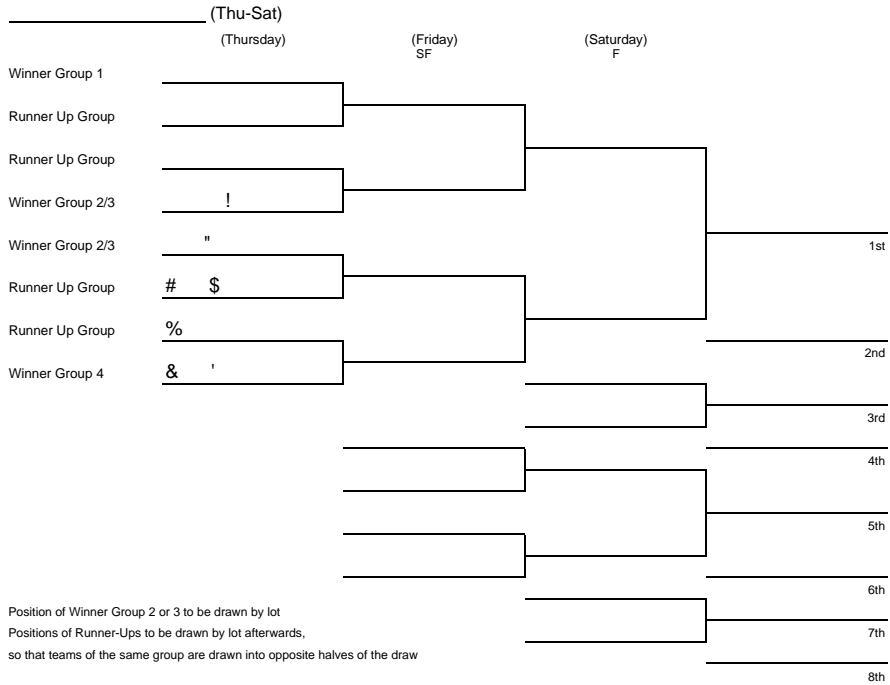 (Thu-Sat)
(Thursday) (Friday) (Saturday)
SF F
Winner Group 1
Runner Up Group
Runner Up Group
Winner Group 2/3 !
Winner Group 2/3 "
1st
Runner Up Group # $
Runner Up Group %
2nd
Winner Group 4 & '
3rd
4th
5th
6th
Position of Winner Group 2 or 3 to be drawn by lot
Positions of Runner-Ups to be drawn by lot afterwards,
7th
so that teams of the same group are drawn into opposite halves of the draw
8th